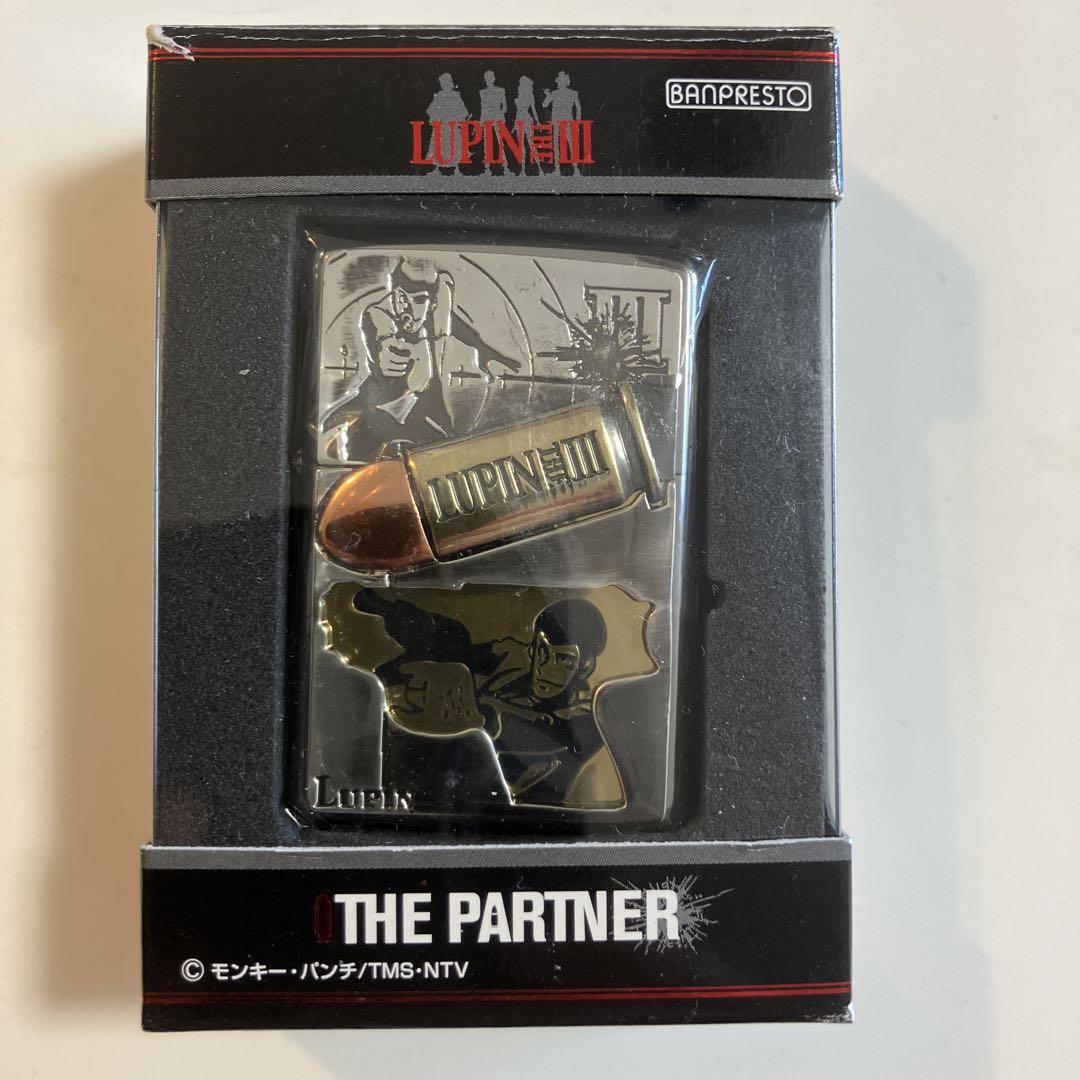 BANPRESTO
LUPIN THE III
III
LUPIN THE III
LUPIN
THE PARTNER
© モンキー・パンチ/TMS・NTV